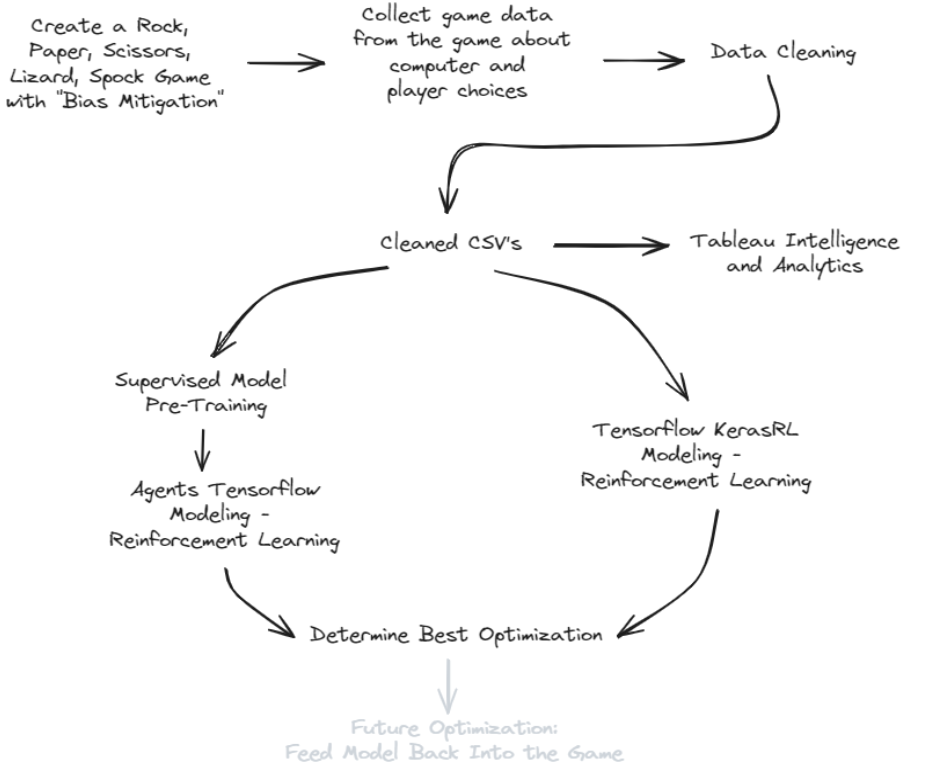 Create a Rock,
Paper, Scissors,
Lizard, Spock Game
with "Bias Mitigation"
Collect game data
from the game about
computer and
player choices
Data Cleaning
Cleaned CSV's
Tableau Intelligence
and Analytics
Supervised Model
Pre-Training
Tensorflow KerasRL
Modeling -
Reinforcement Learning
Agents Tensorflow
Modeling -
Reinforcement Learning
Determine Best Optimization
Future Optimization:
Feed Model Back Into the Game